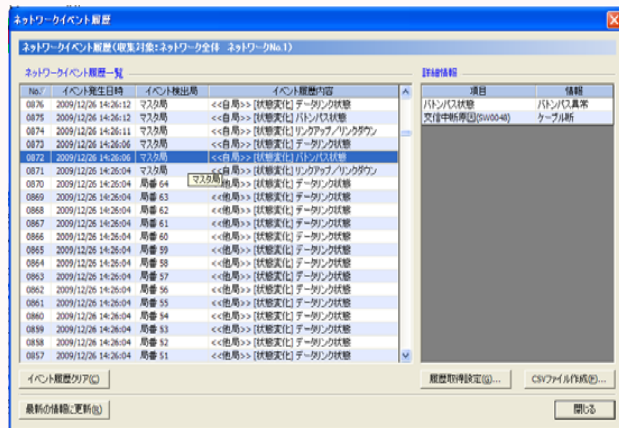 ネットワークイベント履歴
ネットワークイベント履歴(収集対象:ネットワーク全体 ネットワークNo.1)
ネットワークイベント履歴一覧
No. イベント発生日時 イベント検出局 イベント履歴内容
0876 2009/12/26 14:26:12 マスタ局 <<自局>> [状態変化] データリンク状態
0875 2009/12/26 14:26:12 マスタ局 <<自局>> [状態変化] バトンパス状態
0874 2009/12/26 14:26:11 マスタ局 <<自局>> [状態変化] リンクアップ/リンクダウン
0873 2009/12/26 14:26:06 マスタ局 <<自局>> [状態変化] データリンク状態
0872 2009/12/26 14:26:06 マスタ局 <<自局>> [状態変化] バトンパス状態
0871 2009/12/26 14:26:04 マスタ局 <<自局>> [状態変化] リンクアップ/リンクダウン
マスタ局
0870 2009/12/26 14:26:04 局番 64 <<他局>> [状態変化] データリンク状態
0869 2009/12/26 14:26:04 局番 63 <<他局>> [状態変化] データリンク状態
0868 2009/12/26 14:26:04 局番 62 <<他局>> [状態変化] データリンク状態
0867 2009/12/26 14:26:04 局番 61 <<他局>> [状態変化] データリンク状態
0866 2009/12/26 14:26:04 局番 60 <<他局>> [状態変化] データリンク状態
0865 2009/12/26 14:26:04 局番 59 <<他局>> [状態変化] データリンク状態
0864 2009/12/26 14:26:04 局番 58 <<他局>> [状態変化] データリンク状態
0863 2009/12/26 14:26:04 局番 57 <<他局>> [状態変化] データリンク状態
0862 2009/12/26 14:26:04 局番 56 <<他局>> [状態変化] データリンク状態
0861 2009/12/26 14:26:04 局番 55 <<他局>> [状態変化] データリンク状態
0860 2009/12/26 14:26:04 局番 54 <<他局>> [状態変化] データリンク状態
0859 2009/12/26 14:26:04 局番 53 <<他局>> [状態変化] データリンク状態
0858 2009/12/26 14:26:04 局番 52 <<他局>> [状態変化] データリンク状態
0857 2009/12/26 14:26:04 局番 51 <<他局>> [状態変化] データリンク状態
詳細情報
項目 情報
バトンパス状態 バトンパス異常
交信中断原因(SW0048) ケーブル断
イベント履歴クリア(C)
履歴取得設定(G)...
CSVファイル作成(F)...
最新の情報に更新(R)
閉じる